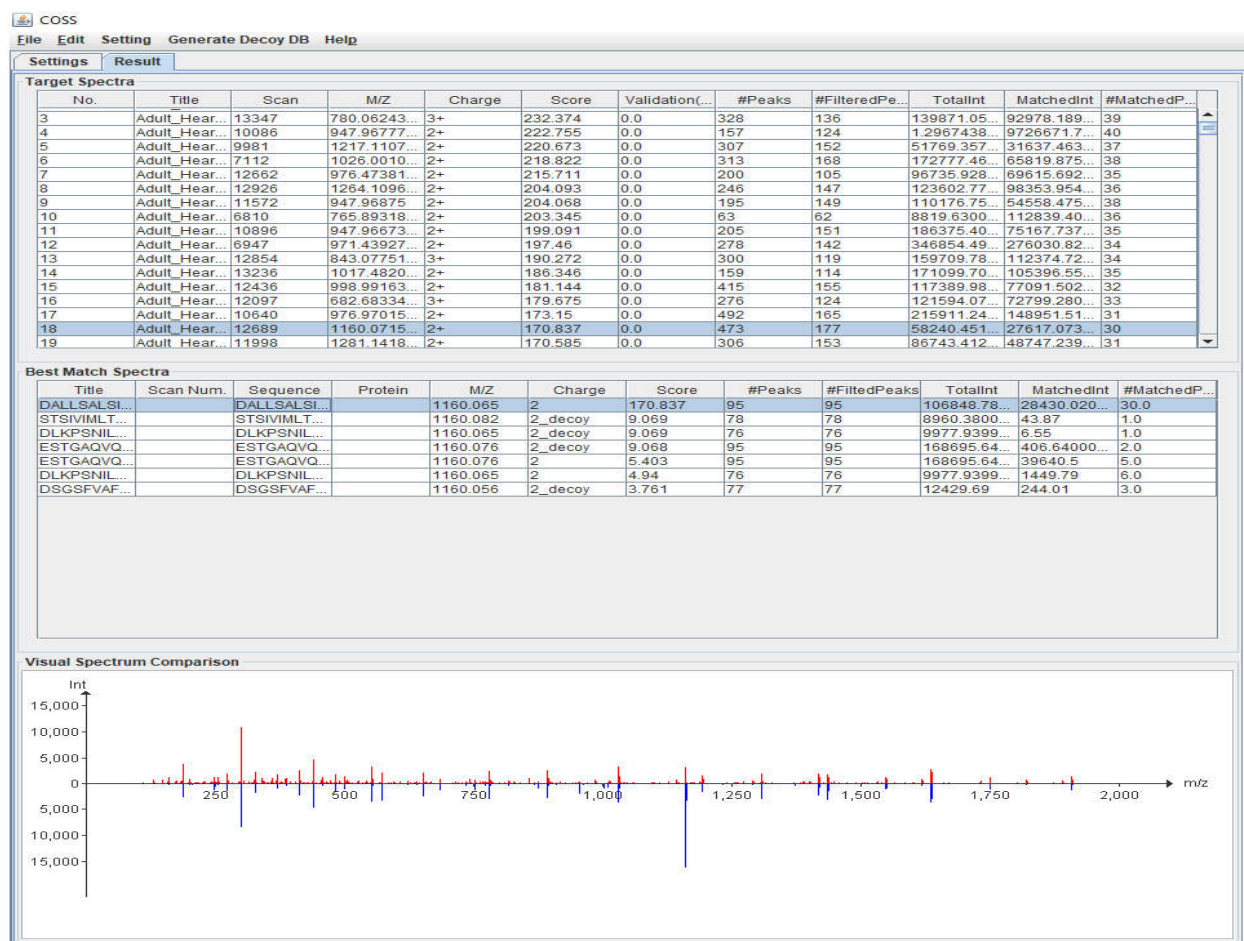 COSS
File Edit Setting Generate Decoy DB Help
Settings Result
Target Spectra
No. Title Scan M/Z Charge Score Validation(... #Peaks #FilteredPe... TotalInt MatchedInt #MatchedP...
3 Adult_Hear... 13347 780.06243... 3+ 232.374 0.0 328 136 139871.05... 92978.189... 39
4 Adult_Hear... 10086 947.96777... 2+ 222.755 0.0 157 124 1.2967438... 9726671.7... 40
5 Adult_Hear... 9981 1217.1107... 2+ 220.673 0.0 307 152 51769.357... 31637.463... 37
6 Adult_Hear... 7112 1026.0010... 2+ 218.822 0.0 313 168 172777.46... 65819.875... 38
7 Adult_Hear... 12662 976.47381... 2+ 215.711 0.0 200 105 96735.928... 69615.692... 35
8 Adult_Hear... 12926 1264.1096... 2+ 204.093 0.0 246 147 123602.77... 98353.954... 36
9 Adult_Hear... 11572 947.96875 2+ 204.068 0.0 195 149 110176.75... 54558.475... 38
10 Adult_Hear... 6810 765.89318... 2+ 203.345 0.0 63 62 8819.6300... 112839.40... 36
11 Adult_Hear... 10896 947.96673... 2+ 199.091 0.0 205 151 186375.40... 75167.737... 35
12 Adult_Hear... 6947 971.43927... 2+ 197.46 0.0 278 142 346854.49... 276030.82... 34
13 Adult_Hear... 12854 843.07751... 3+ 190.272 0.0 300 119 159709.78... 112374.72... 34
14 Adult_Hear... 13236 1017.4820... 2+ 186.346 0.0 159 114 171099.70... 105396.55... 35
15 Adult_Hear... 12436 998.99163... 2+ 181.144 0.0 415 155 117389.98... 77091.502... 32
16 Adult_Hear... 12097 682.68334... 3+ 179.675 0.0 276 124 121594.07... 72799.280... 33
17 Adult_Hear... 10640 976.97015... 2+ 173.15 0.0 492 165 215911.24... 148951.51... 31
18 Adult_Hear... 12689 1160.0715... 2+ 170.837 0.0 473 177 58240.451... 27617.073... 30
19 Adult_Hear... 11998 1281.1418... 2+ 170.585 0.0 306 153 86743.412... 48747.239... 31
Best Match Spectra
Title Scan Num. Sequence Protein M/Z Charge Score #Peaks #FiltedPeaks TotalInt MatchedInt #MatchedP...
DALLSALSI... DALLSALSI... 1160.065 2 170.837 95 95 106848.78... 28430.020... 30.0
STSIVIMLT... STSIVIMLT... 1160.082 2_decoy 9.069 78 78 8960.3800... 43.87 1.0
DLKPSNIL... DLKPSNIL... 1160.065 2_decoy 9.069 76 76 9977.9399... 6.55 1.0
ESTGAQVQ... ESTGAQVQ... 1160.076 2_decoy 9.068 95 95 168695.64... 406.64000... 2.0
ESTGAQVQ... ESTGAQVQ... 1160.076 2 5.403 95 95 168695.64... 39640.5 5.0
DLKPSNIL... DLKPSNIL... 1160.065 2 4.94 76 76 9977.9399... 1449.79 6.0
DSGSFVAF... DSGSFVAF... 1160.056 2_decoy 3.761 77 77 12429.69 244.01 3.0
Visual Spectrum Comparison
Int
15,000
10,000
5,000
0 m/z
250 500 750 1,000 1,250 1,500 1,750 2,000
5,000
10,000
15,000